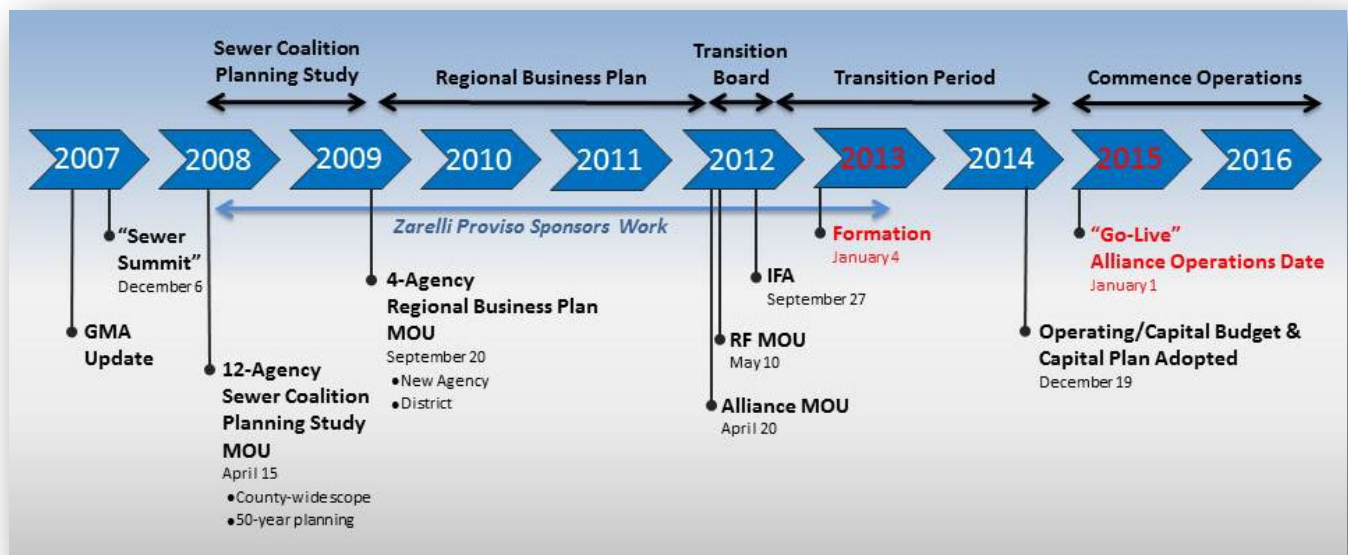 Sewer Coalition
Planning Study
Regional Business Plan
Transition
Board
Transition Period
Commence Operations
2007
2008
2009
2010
2011
2012
2013
2014
2015
2016
Zarelli Proviso Sponsors Work
“Sewer
Summit”
December 6
GMA
Update
12-Agency
Sewer Coalition
Planning Study
MOU
April 15
●County-wide scope
●50-year planning
4-Agency
Regional Business Plan
MOU
September 20
●New Agency
●District
Alliance MOU
April 20
RF MOU
May 10
IFA
September 27
Formation
January 4
Operating/Capital Budget &
Capital Plan Adopted
December 19
“Go-Live”
Alliance Operations Date
January 1